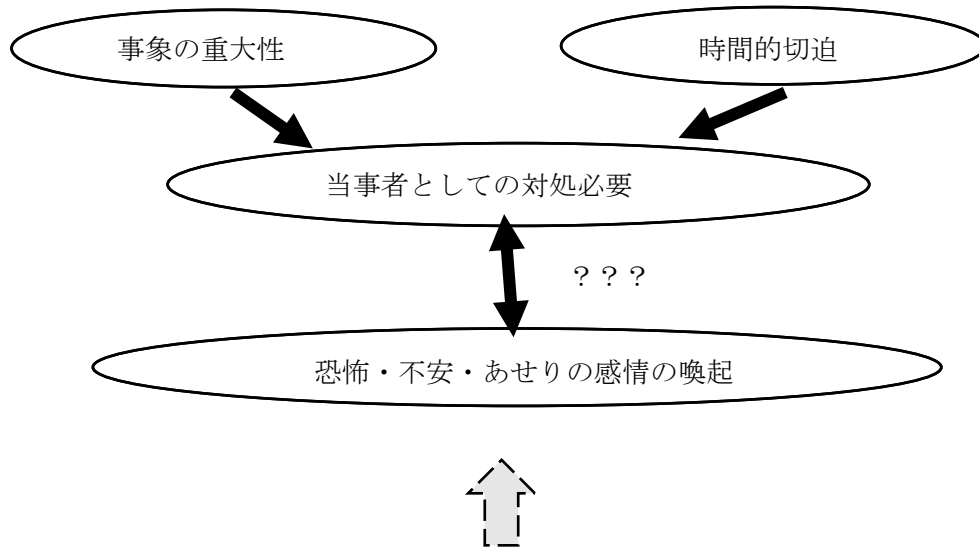 事象の重大性
時間的切迫
当事者としての対処必要
？？？
恐怖・不安・あせりの感情の喚起